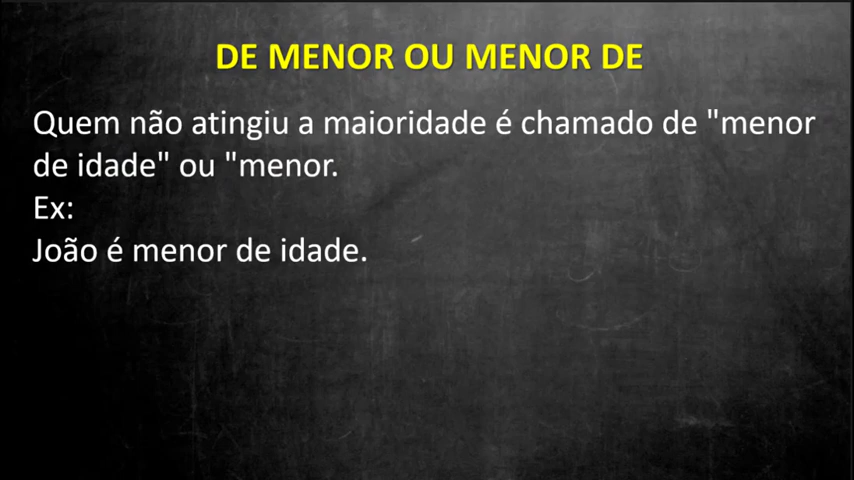 DE MENOR OU MENOR DE
Quem não atingiu a maioridade é chamado de "menor
de idade" ou "menor.
Ex:
João é menor de idade.